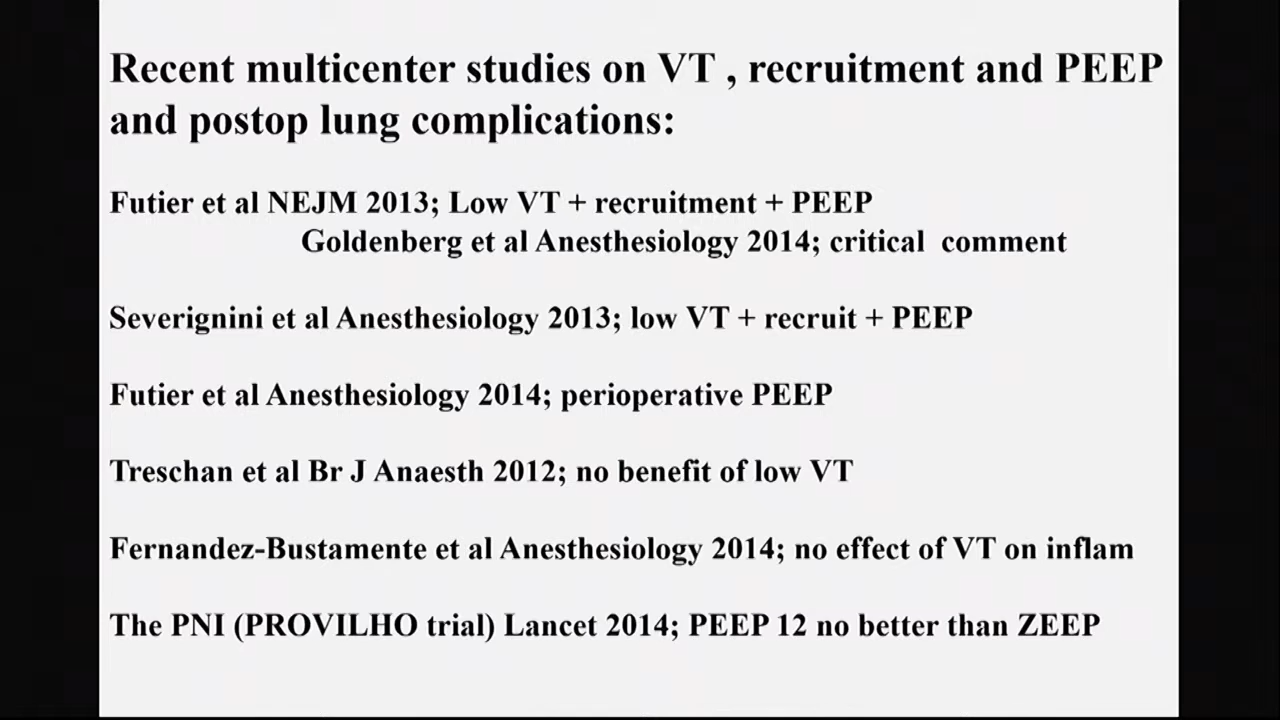 Recent multicenter studies on VT , recruitment and PEEP
and postop lung complications:
Futier et al NEJM 2013; Low VT + recruitment + PEEP
Goldenberg et al Anesthesiology 2014; critical comment
Severignini et al Anesthesiology 2013; low VT + recruit + PEEP
Futier et al Anesthesiology 2014; perioperative PEEP
Treschan et al Br J Anaesth 2012; no benefit of low VT
Fernandez-Bustamente et al Anesthesiology 2014; no effect of VT on inflam
The PNI (PROVILHO trial) Lancet 2014; PEEP 12 no better than ZEEP